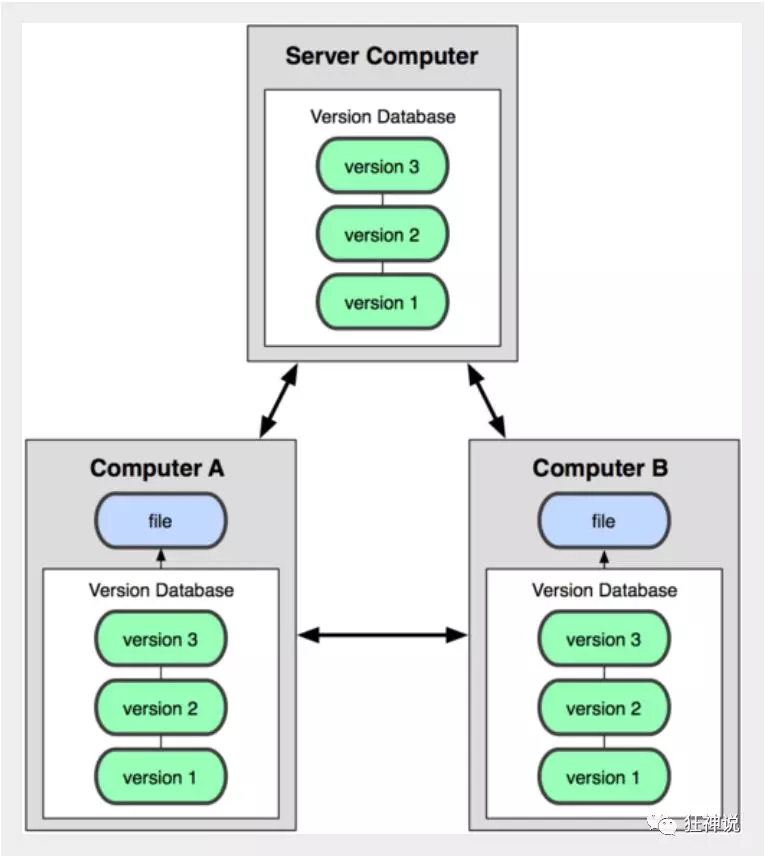 Server Computer
Version Database
version 3
version 2
version 1
Computer A
file
Version Database
version 3
version 2
version 1
Computer B
file
Version Database
version 3
version 2
version 1
狂神说